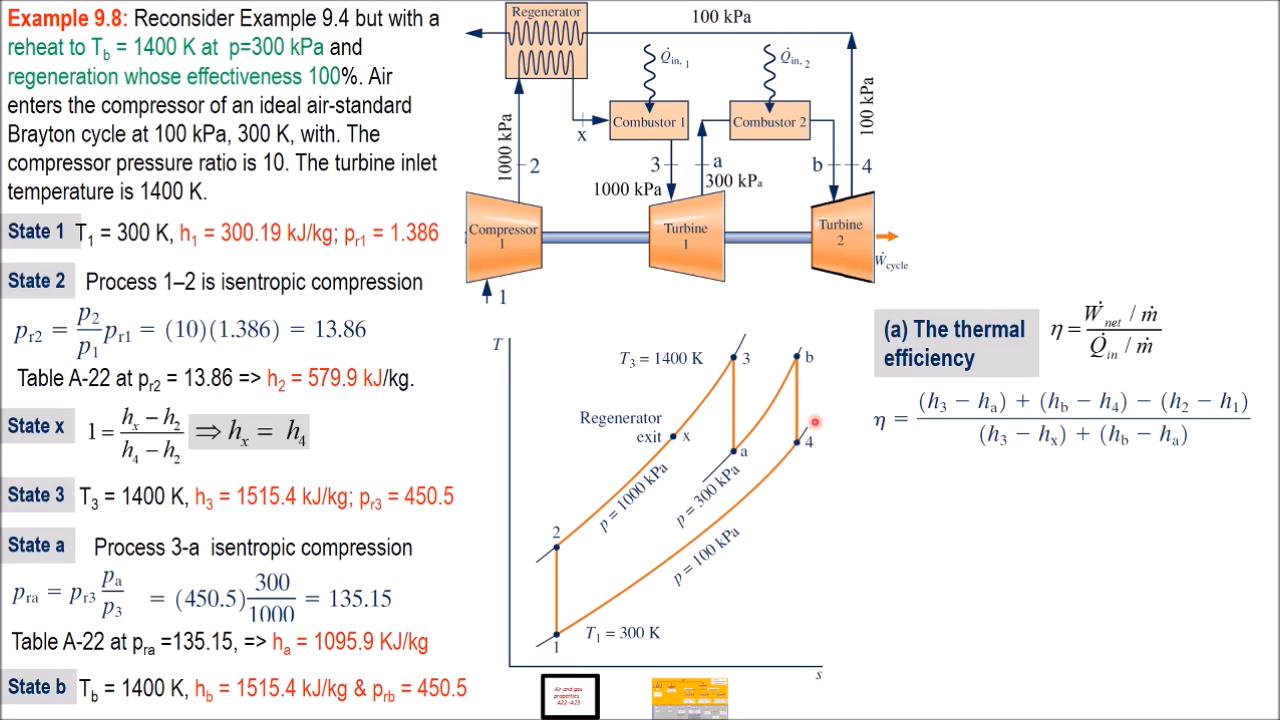 Example 9.8: Reconsider Example 9.4 but with a
reheat to Tb = 1400 K at p=300 kPa and
regeneration whose effectiveness 100%. Air
enters the compressor of an ideal air-standard
Brayton cycle at 100 kPa, 300 K, with. The
compressor pressure ratio is 10. The turbine inlet
temperature is 1400 K.
State 1 T1 = 300 K, h1 = 300.19 kJ/kg; pr1 = 1.386
State 2 Process 1–2 is isentropic compression
pr2 = p2/p1 pr1 = (10)(1.386) = 13.86
Table A-22 at pr2 = 13.86 => h2 = 579.9 kJ/kg.
State x 1 = (hx − h2)/(h4 − h2) ⇒ hx = h4
State 3 T3 = 1400 K, h3 = 1515.4 kJ/kg; pr3 = 450.5
State a Process 3-a isentropic compression
pra = pr3 pa/p3 = (450.5) 300/1000 = 135.15
Table A-22 at pra =135.15, => ha = 1095.9 KJ/kg
State b Tb = 1400 K, hb = 1515.4 kJ/kg & prb = 450.5
Regenerator
100 kPa
Q̇in, 1
Q̇in, 2
Combustor 1
Combustor 2
x
1000 kPa
2
3
a
b
4
100 kPa
1000 kPa
300 kPa
Compressor
1
Turbine
1
Turbine
2
Ẇcycle
1
T
T3 = 1400 K
3
b
Regenerator
exit
x
a
4
p = 1000 kPa
p = 300 kPa
p = 100 kPa
2
1
T1 = 300 K
s
Air and gas
properties
A22 -A23
(a) The thermal
efficiency
η = (Ẇnet / ṁ)/(Q̇in / ṁ)
η = ((h3 − ha) + (hb − h4) − (h2 − h1))/((h3 − hx) + (hb − ha))